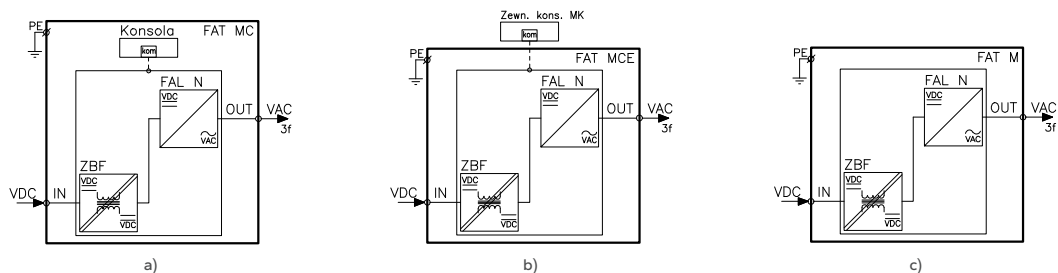 PE
Konsola
FAT MC
kom
FAL N
VDC
VAC
OUT
VAC
3f
ZBF
VDC
VDC
VDC
IN
a)
Zewn. kons. MK
kom
PE
FAT MCE
FAL N
VDC
VAC
OUT
VAC
3f
ZBF
VDC
VDC
VDC
IN
b)
PE
FAT M
FAL N
VDC
VAC
OUT
VAC
3f
ZBF
VDC
VDC
VDC
IN
c)